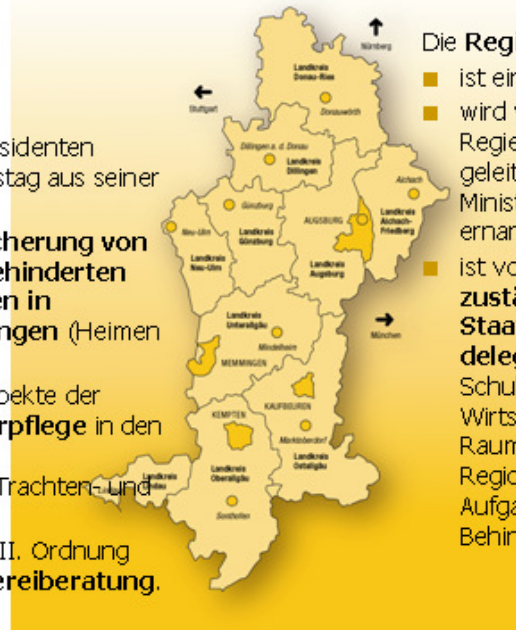 sidenten
stag aus seiner
cherung von
ehinderten
en in
ngen (Heimen
ekte der
rpflege in den
Trachten- und
II. Ordnung
ereiberatung.
Nürnberg
Landkreis
Donau-Ries
Donauwörth
Stuttgart
Dillingen a. d. Donau
Landkreis
Dillingen
Aichach
Günzburg
Landkreis
Aichach-
Friedberg
AUGSBURG
Neu-Ulm
Landkreis
Günzburg
Landkreis
Neu-Ulm
Landkreis
Augsburg
München
Landkreis
Unterallgäu
Mindelheim
MEMMINGEN
KAUFBEUREN
KEMPTEN
Marktoberdorf
Landkreis
Ostallgäu
Landkreis
Oberallgäu
Landkreis
Lindau
Sonthofen
Die Regi
ist ein
wird v
Regie
geleit
Minist
ernan
ist vo
zustä
Staat
deleg
Schul
Wirts
Raum
Regio
Aufga
Behin